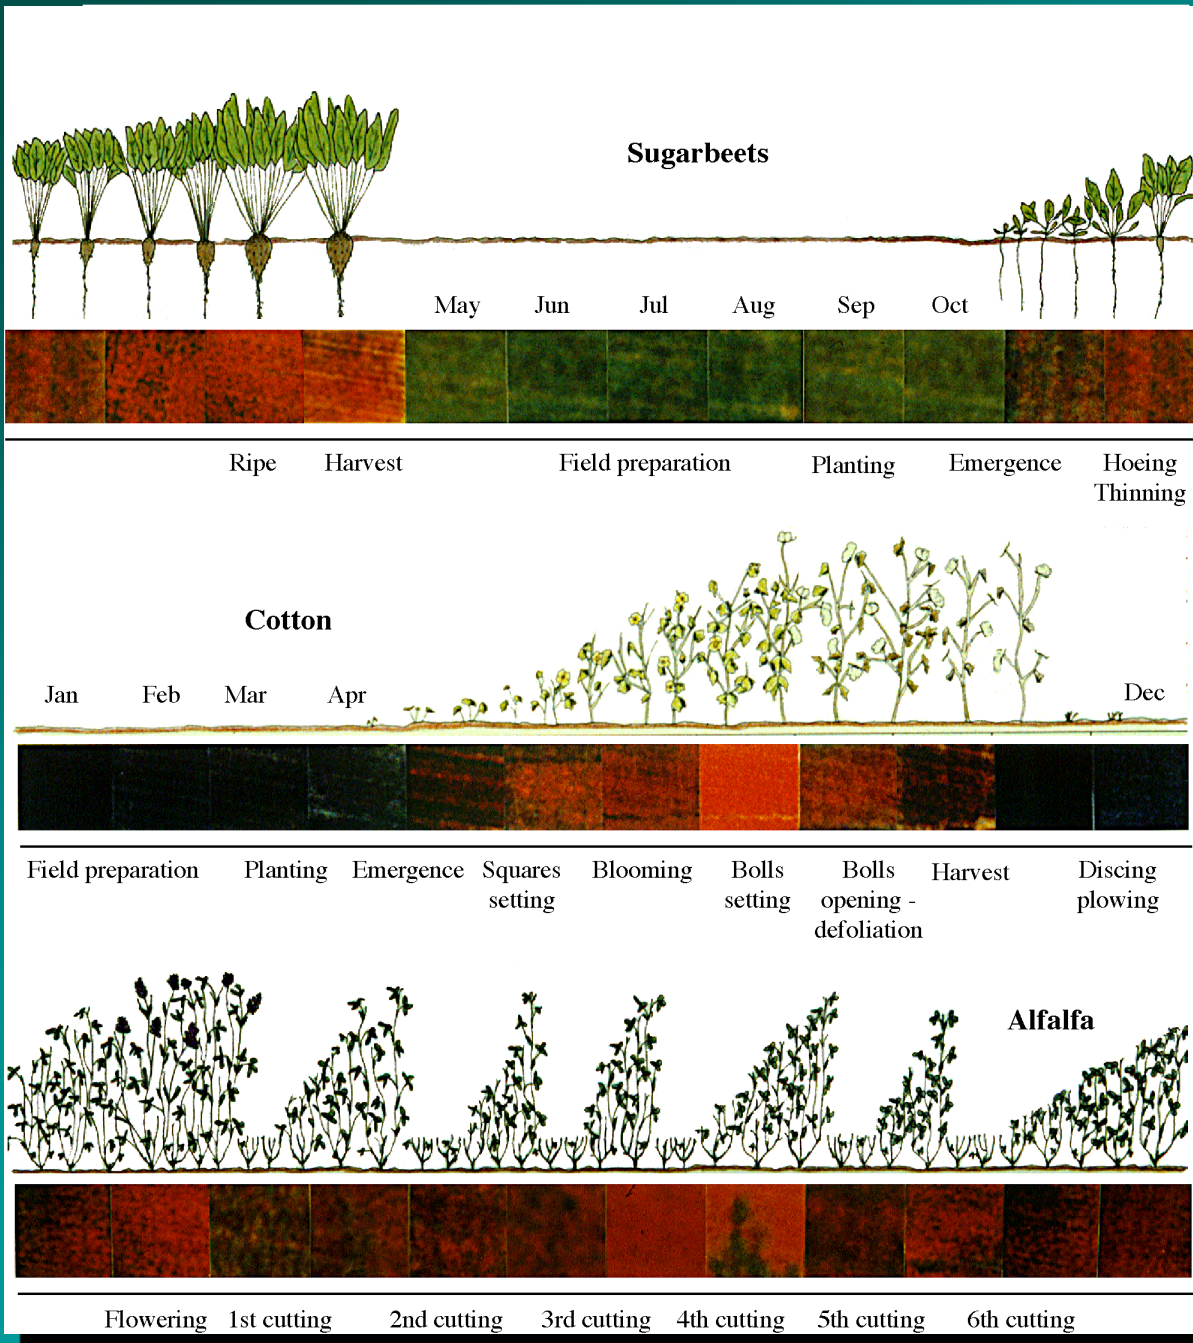 Sugarbeets
May Jun Jul Aug Sep Oct
Ripe Harvest Field preparation Planting Emergence Hoeing
Thinning
Cotton
Jan Feb Mar Apr Dec
Field preparation Planting Emergence Squares Blooming Bolls Bolls Harvest Discing
setting setting opening - plowing
defoliation
Alfalfa
Flowering 1st cutting 2nd cutting 3rd cutting 4th cutting 5th cutting 6th cutting